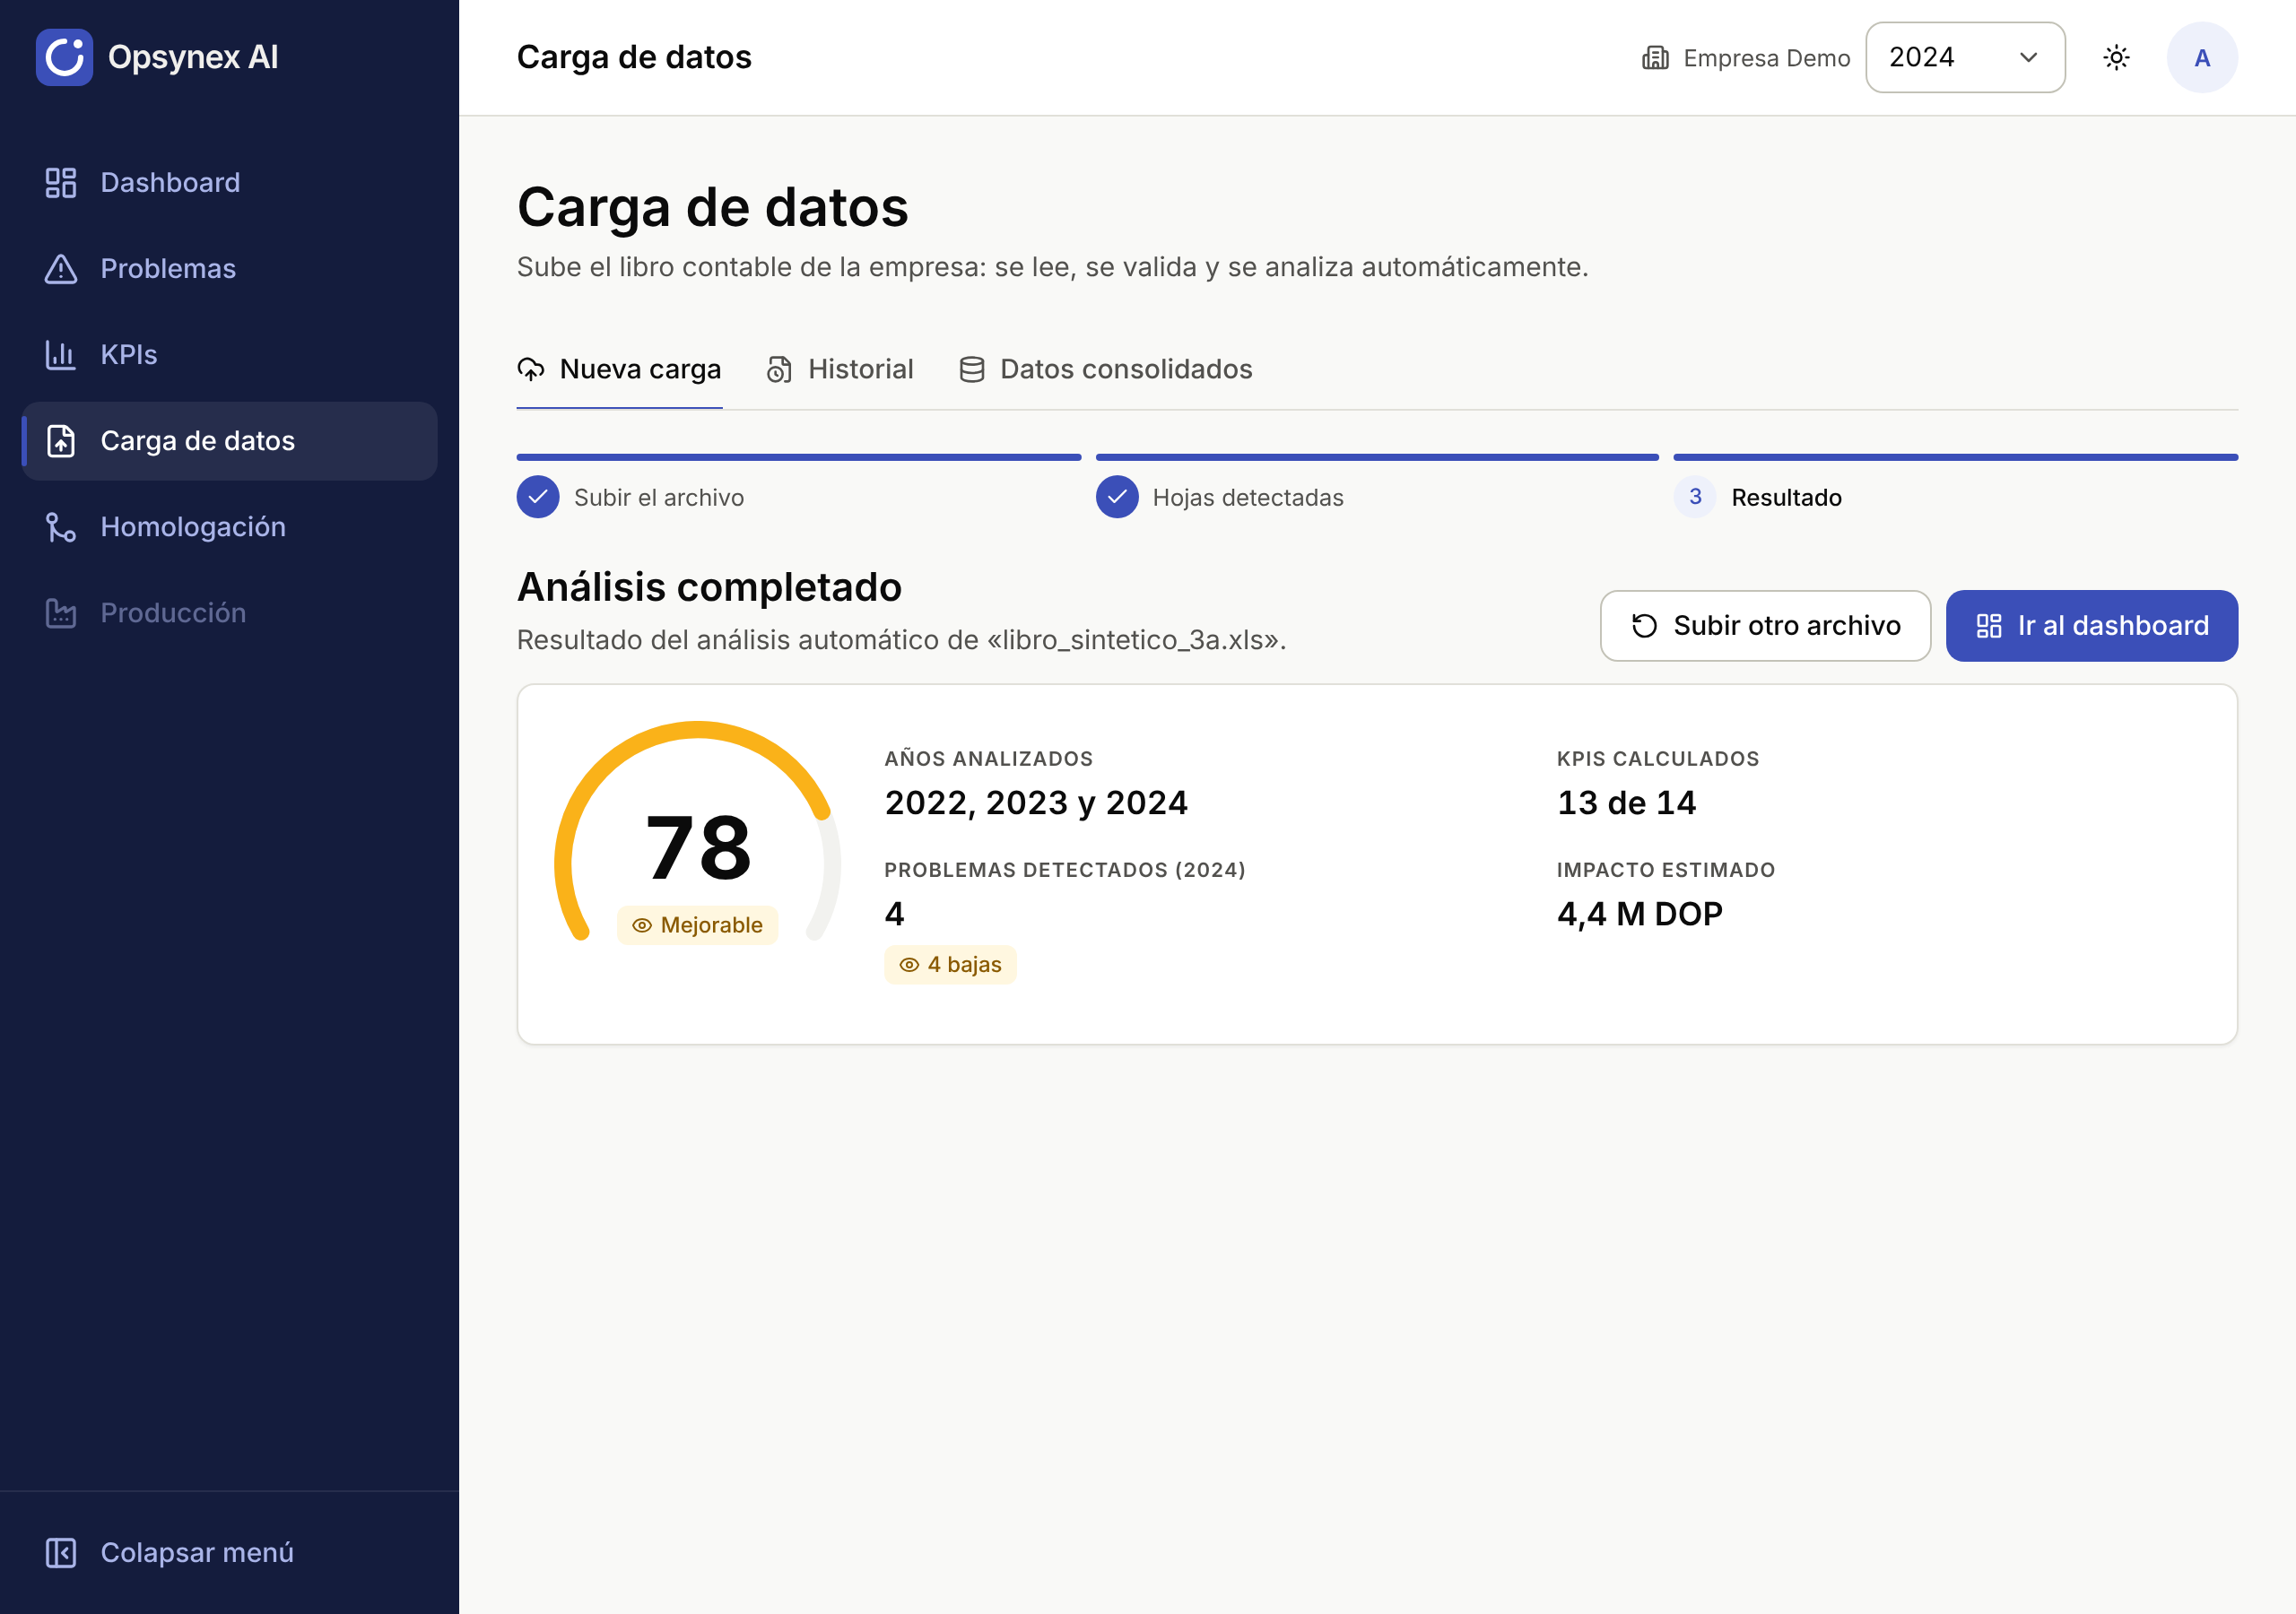 Opsynex AI
Dashboard
Problemas
KPIs
Carga de datos
Homologación
Producción
Colapsar menú
Carga de datos
Empresa Demo
2024
A
Carga de datos
Sube el libro contable de la empresa: se lee, se valida y se analiza automáticamente.
Nueva carga
Historial
Datos consolidados
Subir el archivo
Hojas detectadas
3 Resultado
Análisis completado
Resultado del análisis automático de «libro_sintetico_3a.xls».
Subir otro archivo
Ir al dashboard
78
Mejorable
AÑOS ANALIZADOS
2022, 2023 y 2024
KPIS CALCULADOS
13 de 14
PROBLEMAS DETECTADOS (2024)
4
4 bajas
IMPACTO ESTIMADO
4,4 M DOP